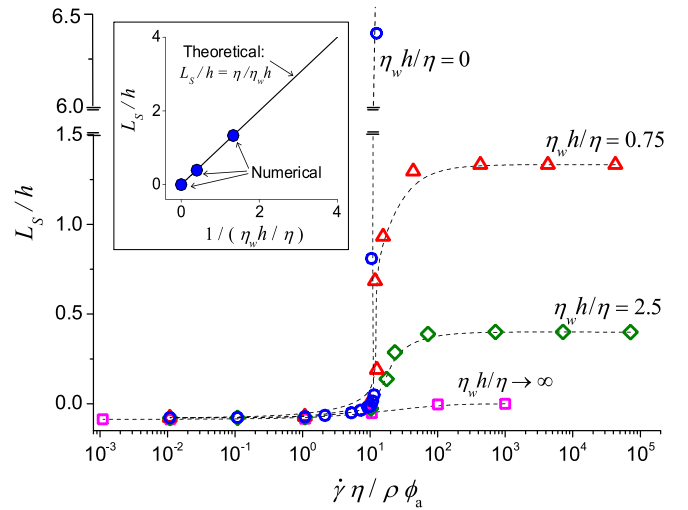 6.5
6.0
1.5
1.0
0.5
0.0
L_S / h
10^-3 10^-2 10^-1 10^0 10^1 10^2 10^3 10^4 10^5
γ̇ η / ρ ϕ_a
η_w h/η = 0
η_w h/η = 0.75
η_w h/η = 2.5
η_w h/η → ∞
4
2
0
L_S / h
Theoretical:
L_S / h = η / η_w h
Numerical
0 2 4
1 / ( η_w h / η )